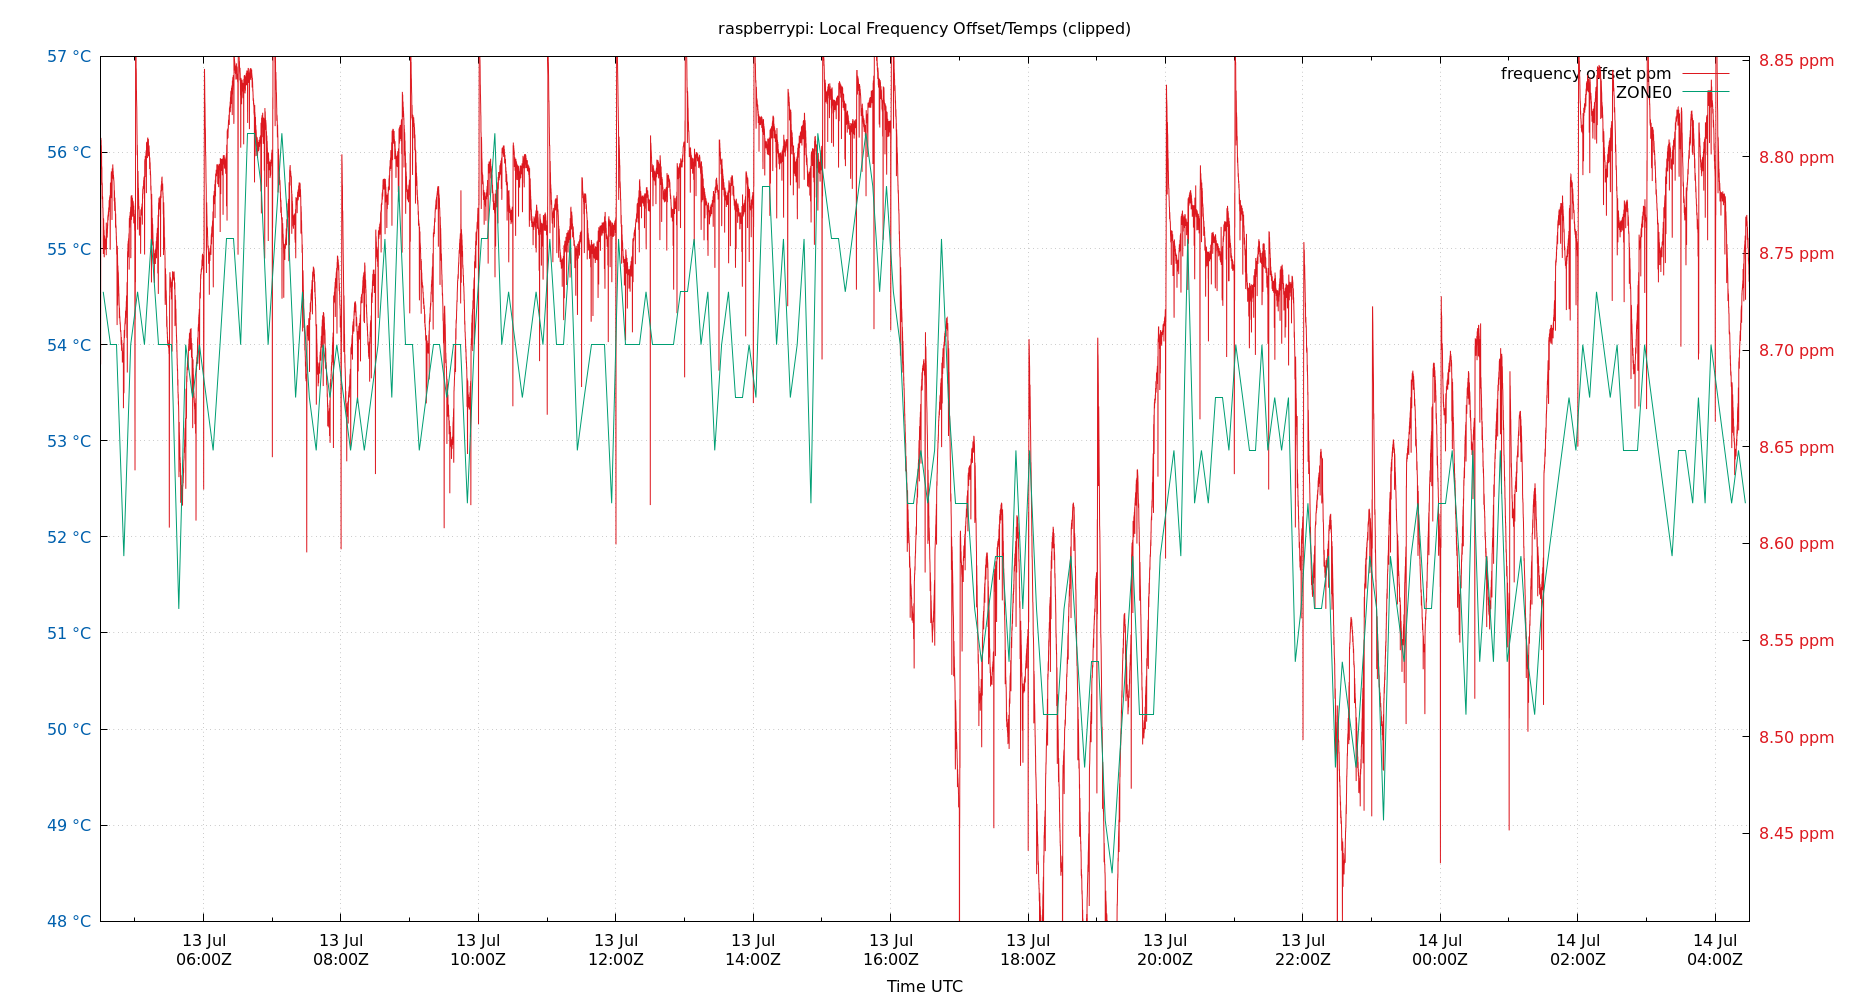 raspberrypi: Local Frequency Offset/Temps (clipped)
57 °C
56 °C
55 °C
54 °C
53 °C
52 °C
51 °C
50 °C
49 °C
48 °C
8.85 ppm
8.80 ppm
8.75 ppm
8.70 ppm
8.65 ppm
8.60 ppm
8.55 ppm
8.50 ppm
8.45 ppm
frequency offset ppm
ZONE0
13 Jul 13 Jul 13 Jul 13 Jul 13 Jul 13 Jul 13 Jul 13 Jul 13 Jul 14 Jul 14 Jul 14 Jul
06:00Z 08:00Z 10:00Z 12:00Z 14:00Z 16:00Z 18:00Z 20:00Z 22:00Z 00:00Z 02:00Z 04:00Z
Time UTC